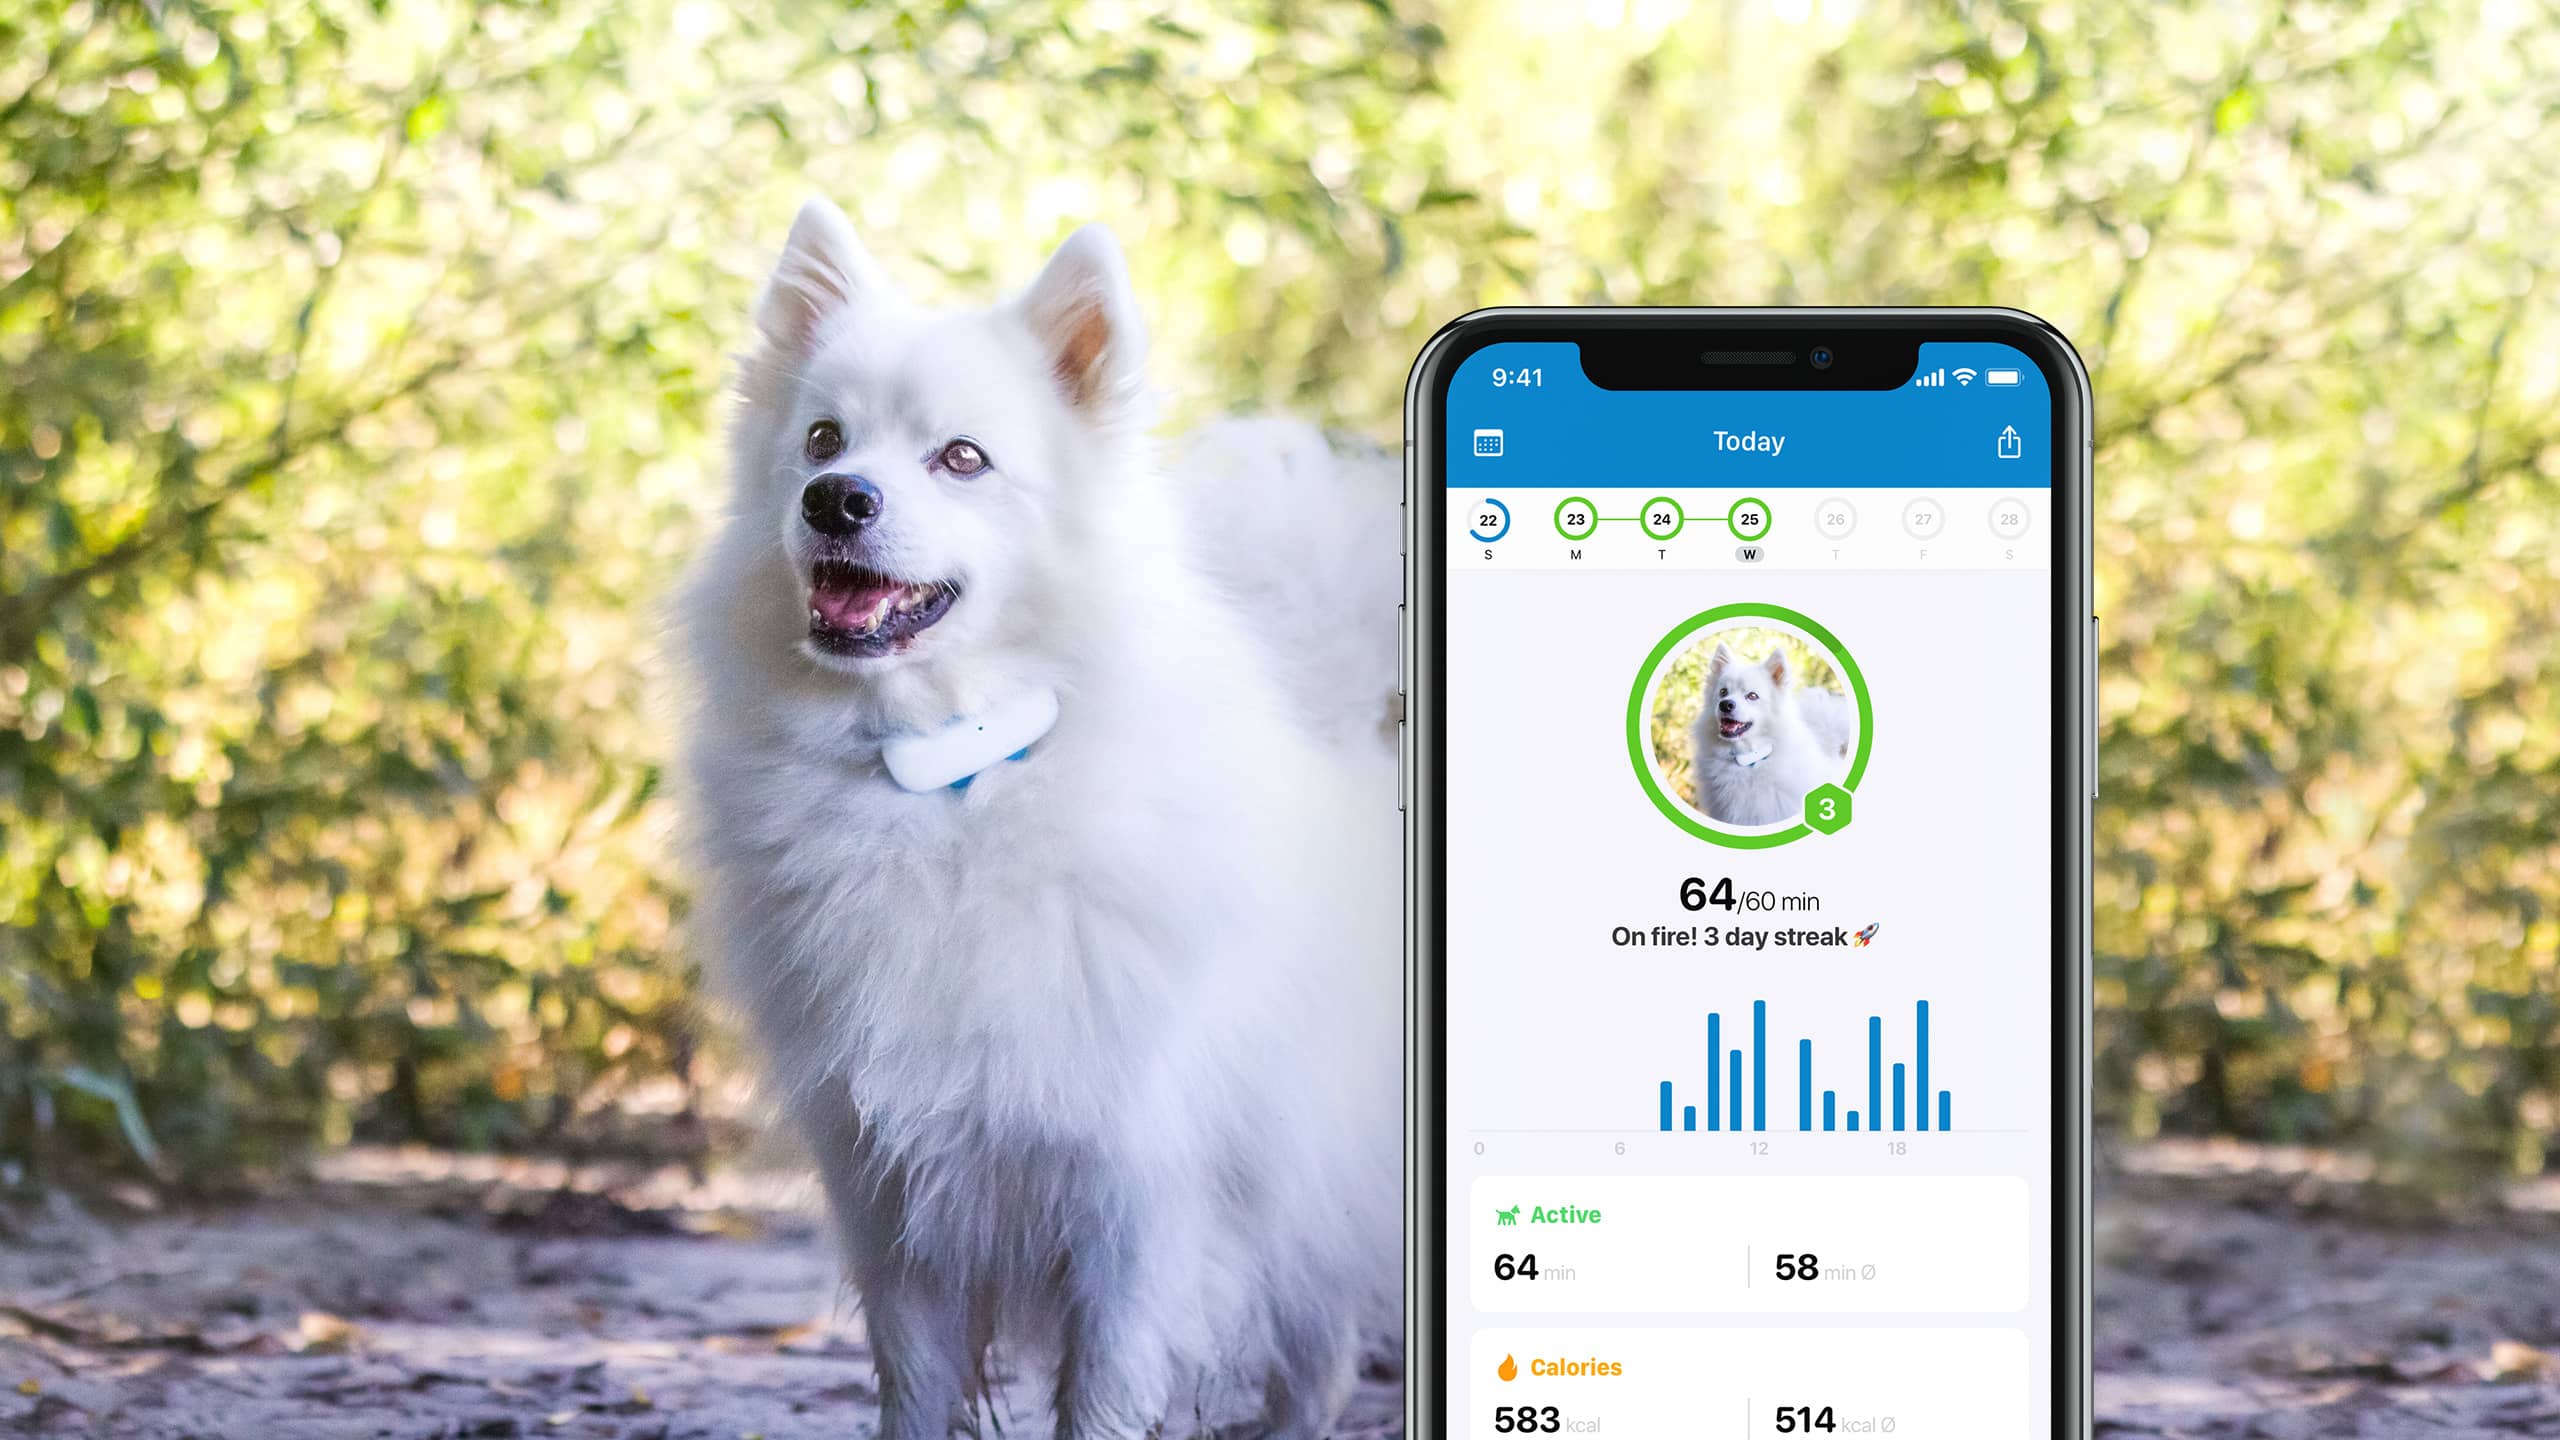 9:41
Today
22 23 24 25 26 27 28
S M T W T F S
3
64/60 min
On fire! 3 day streak 🚀
0 6 12 18
Active
64 min 58 min Ø
Calories
583 kcal 514 kcal Ø